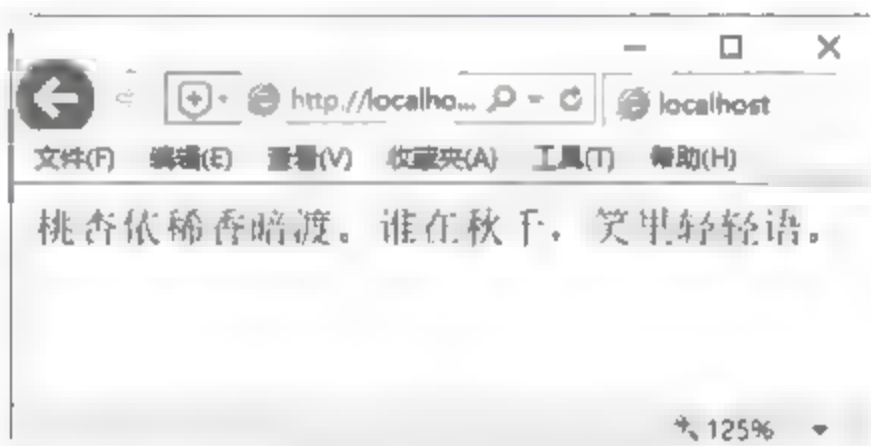 http://localho...
localhost
文件(F) 编辑(E) 查看(V) 收藏夹(A) 工具(T) 帮助(H)
桃杏依稀香暗渡。谁在秋千，笑里轻轻语。
125%